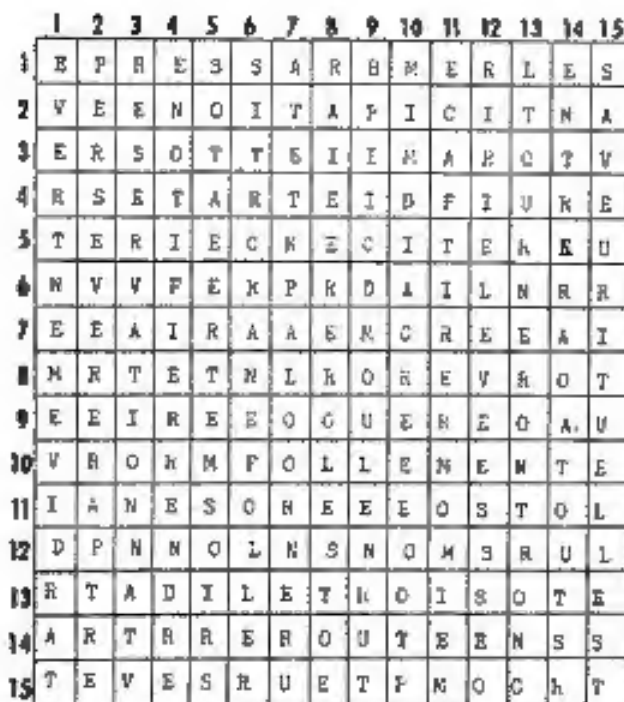 1 2 3 4 5 6 7 8 9 10 11 12 13 14 15
1 E P R E S S A R B M E R L E S
2 V E E N O I T A P I C I T N A
3 E R S O T T E I I M A R C T V
4 R S E T A R T E I D F I U R E
5 T E R I E C N E C I T E R E U
6 N V V F E M P R D A I L N R R
7 E E A I R A A E N C R E E A I
8 M R T E T N L R O R E V R O T
9 E E I R E E O G U E R E O A U
10 V R O R M F O L L E M E N T E
11 I A N E S O R E E E O S T O L
12 D P N N O L N S N O M S R U L
13 R T A D I L E T R O I S O T E
14 A R T R R E R O U T E E N S S
15 T E V E S R U E T P M O C R T